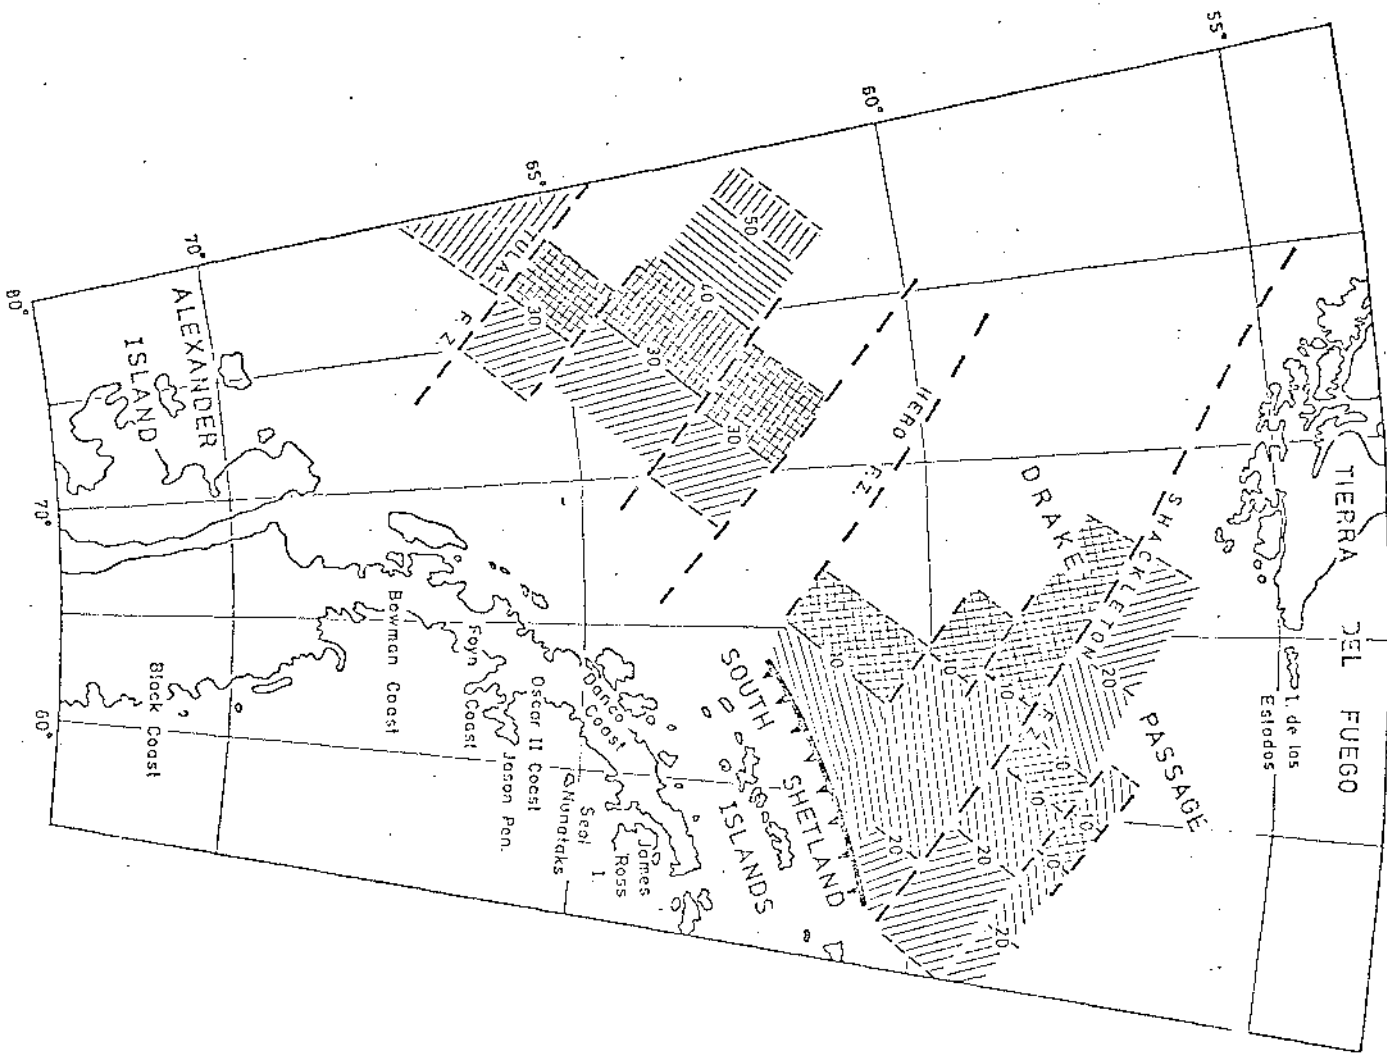 55°
60°
65°
70°
80°
70°
60°
TIERRA DEL FUEGO
I. de los
Estados
DRAKE PASSAGE
SHACKLETON F. Z.
HERO F.Z.
TULA F. Z.
50
40
30
30
30
10
10
10
20
10
10
10
10
20
20
20
SOUTH SHETLAND
ISLANDS
ALEXANDER
ISLAND
Danco
Coast
Oscar II Coast
Foyn
Coast
Jason Pen.
Bowman Coast
Black Coast
Seal
Nunataks
James
Ross
I.